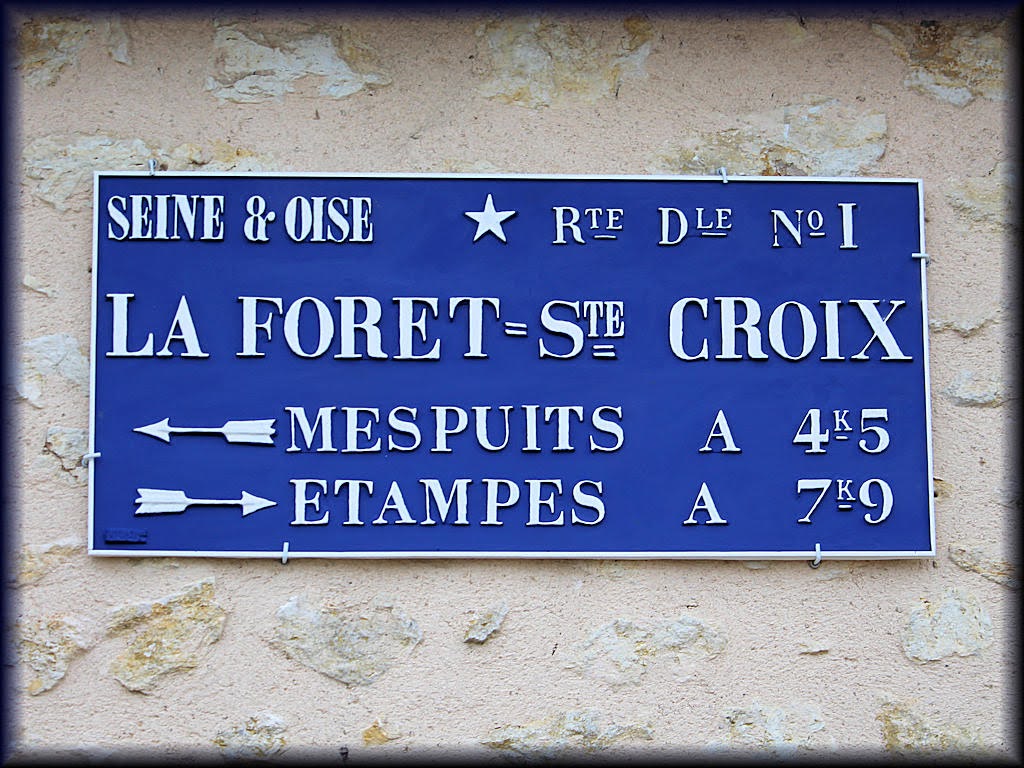 SEINE & OISE ★ RTE DLE NO I
LA FORET=STE CROIX
← MESPUITS A 4K5
→ ETAMPES A 7K9